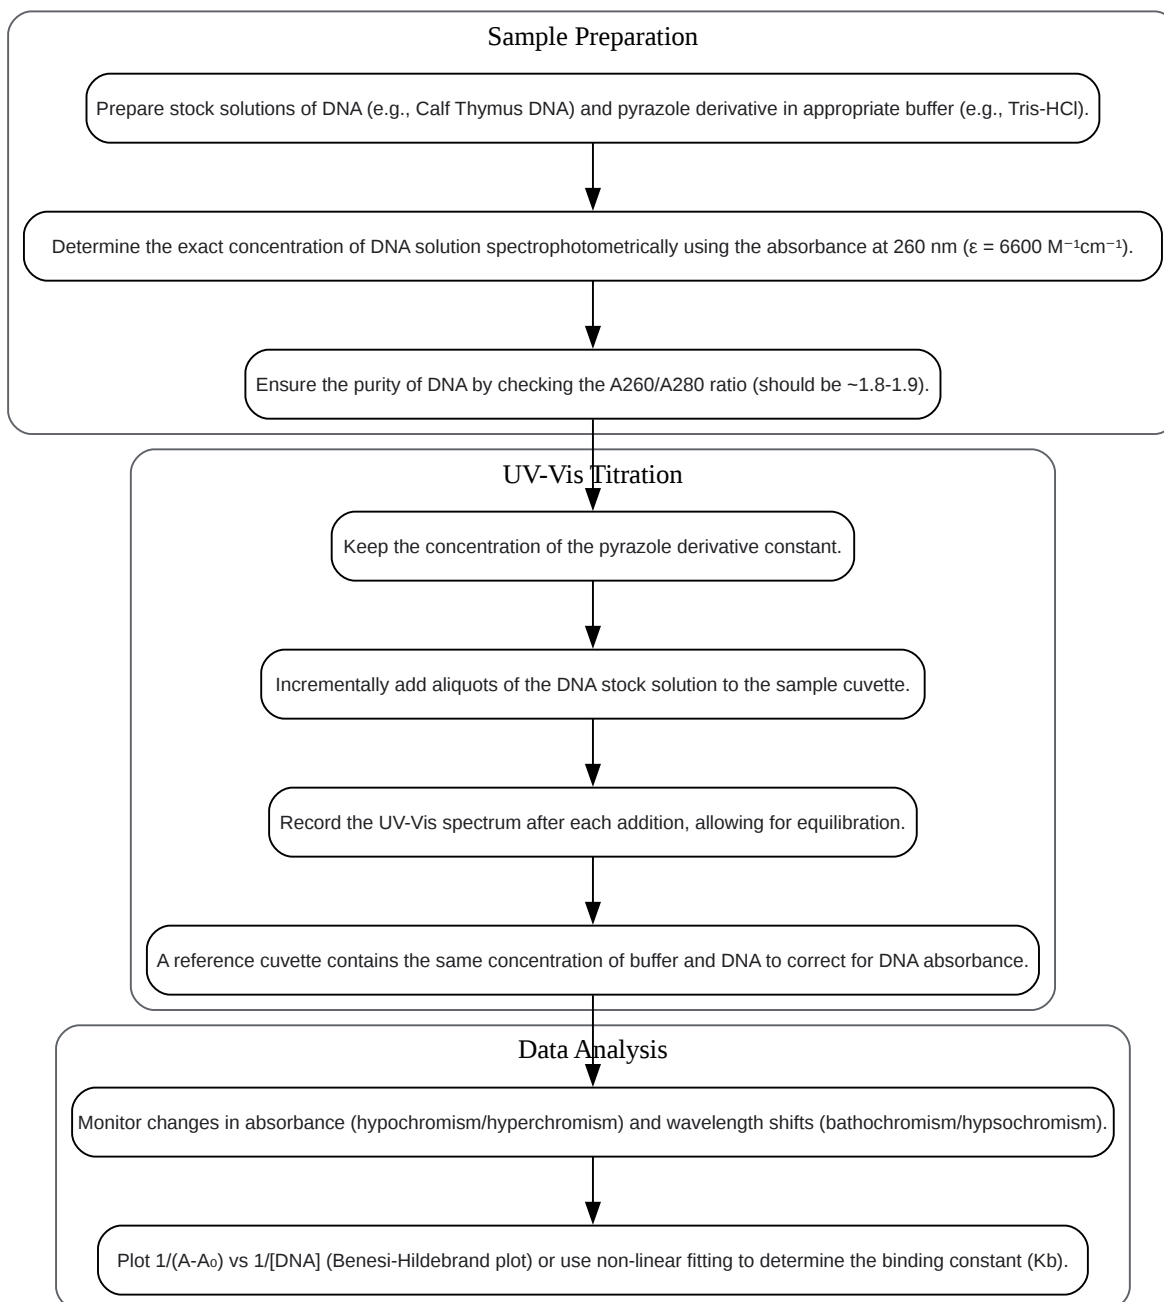 Sample Preparation
Prepare stock solutions of DNA (e.g., Calf Thymus DNA) and pyrazole derivative in appropriate buffer (e.g., Tris-HCl).
Determine the exact concentration of DNA solution spectrophotometrically using the absorbance at 260 nm (ε = 6600 M⁻¹cm⁻¹).
Ensure the purity of DNA by checking the A260/A280 ratio (should be ~1.8-1.9).
UV-Vis Titration
Keep the concentration of the pyrazole derivative constant.
Incrementally add aliquots of the DNA stock solution to the sample cuvette.
Record the UV-Vis spectrum after each addition, allowing for equilibration.
A reference cuvette contains the same concentration of buffer and DNA to correct for DNA absorbance.
Data Analysis
Monitor changes in absorbance (hypochromism/hyperchromism) and wavelength shifts (bathochromism/hypsochromism).
Plot 1/(A-A₀) vs 1/[DNA] (Benesi-Hildebrand plot) or use non-linear fitting to determine the binding constant (Kb).